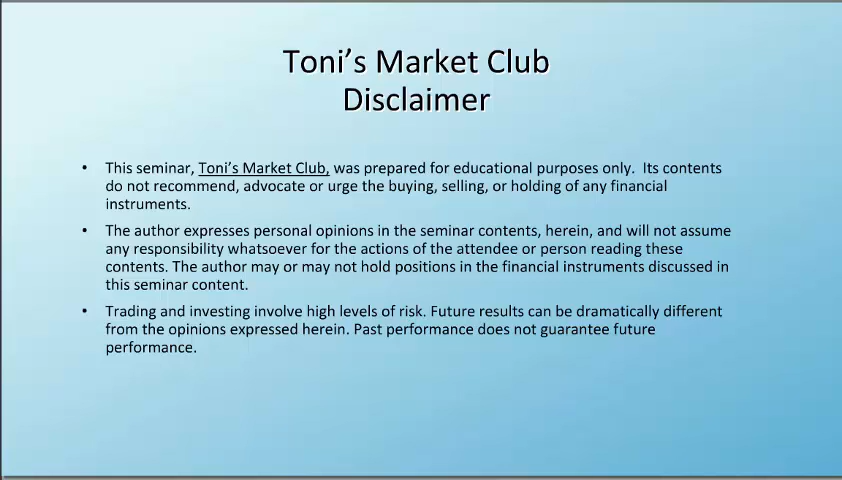 Toni’s Market Club
Disclaimer
• This seminar, Toni’s Market Club, was prepared for educational purposes only.  Its contents
do not recommend, advocate or urge the buying, selling, or holding of any financial
instruments.
• The author expresses personal opinions in the seminar contents, herein, and will not assume
any responsibility whatsoever for the actions of the attendee or person reading these
contents. The author may or may not hold positions in the financial instruments discussed in
this seminar content.
• Trading and investing involve high levels of risk. Future results can be dramatically different
from the opinions expressed herein. Past performance does not guarantee future
performance.